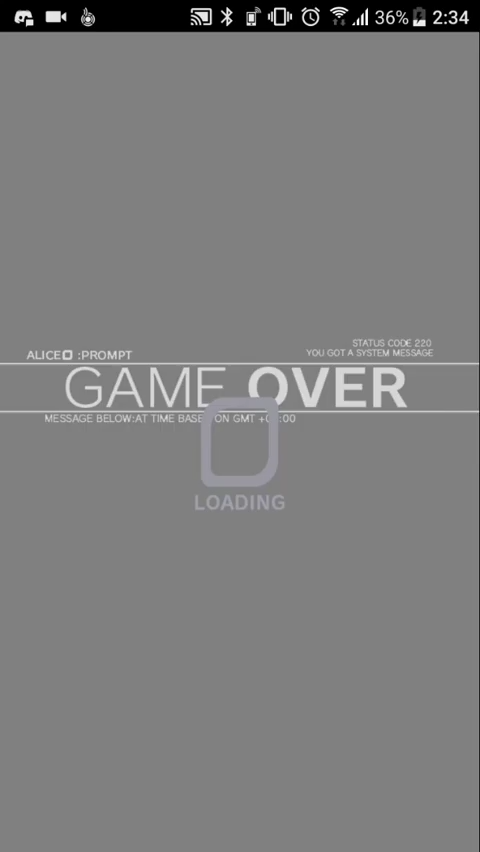 36% 2:34
STATUS CODE 220
ALICE :PROMPT
YOU GOT A SYSTEM MESSAGE
GAME OVER
MESSAGE BELOW:AT TIME BASED ON GMT
LOADING